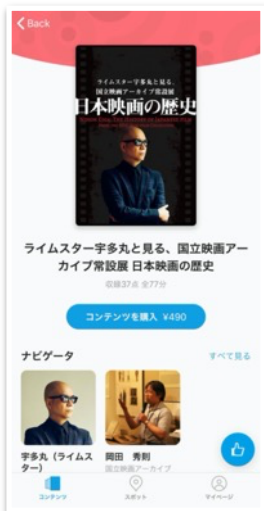 Back
ライムスター宇多丸と見る、
国立映画アーカイブ常設展
日本映画の歴史
ライムスター宇多丸と見る、国立映画アー
カイブ常設展 日本映画の歴史
収録37点 全77分
コンテンツを購入 ¥490
ナビゲータ
すべて見る
宇多丸（ライムス
ター）
岡田 秀則
国立映画アーカイブ
コンテンツ
スポット
マイページ